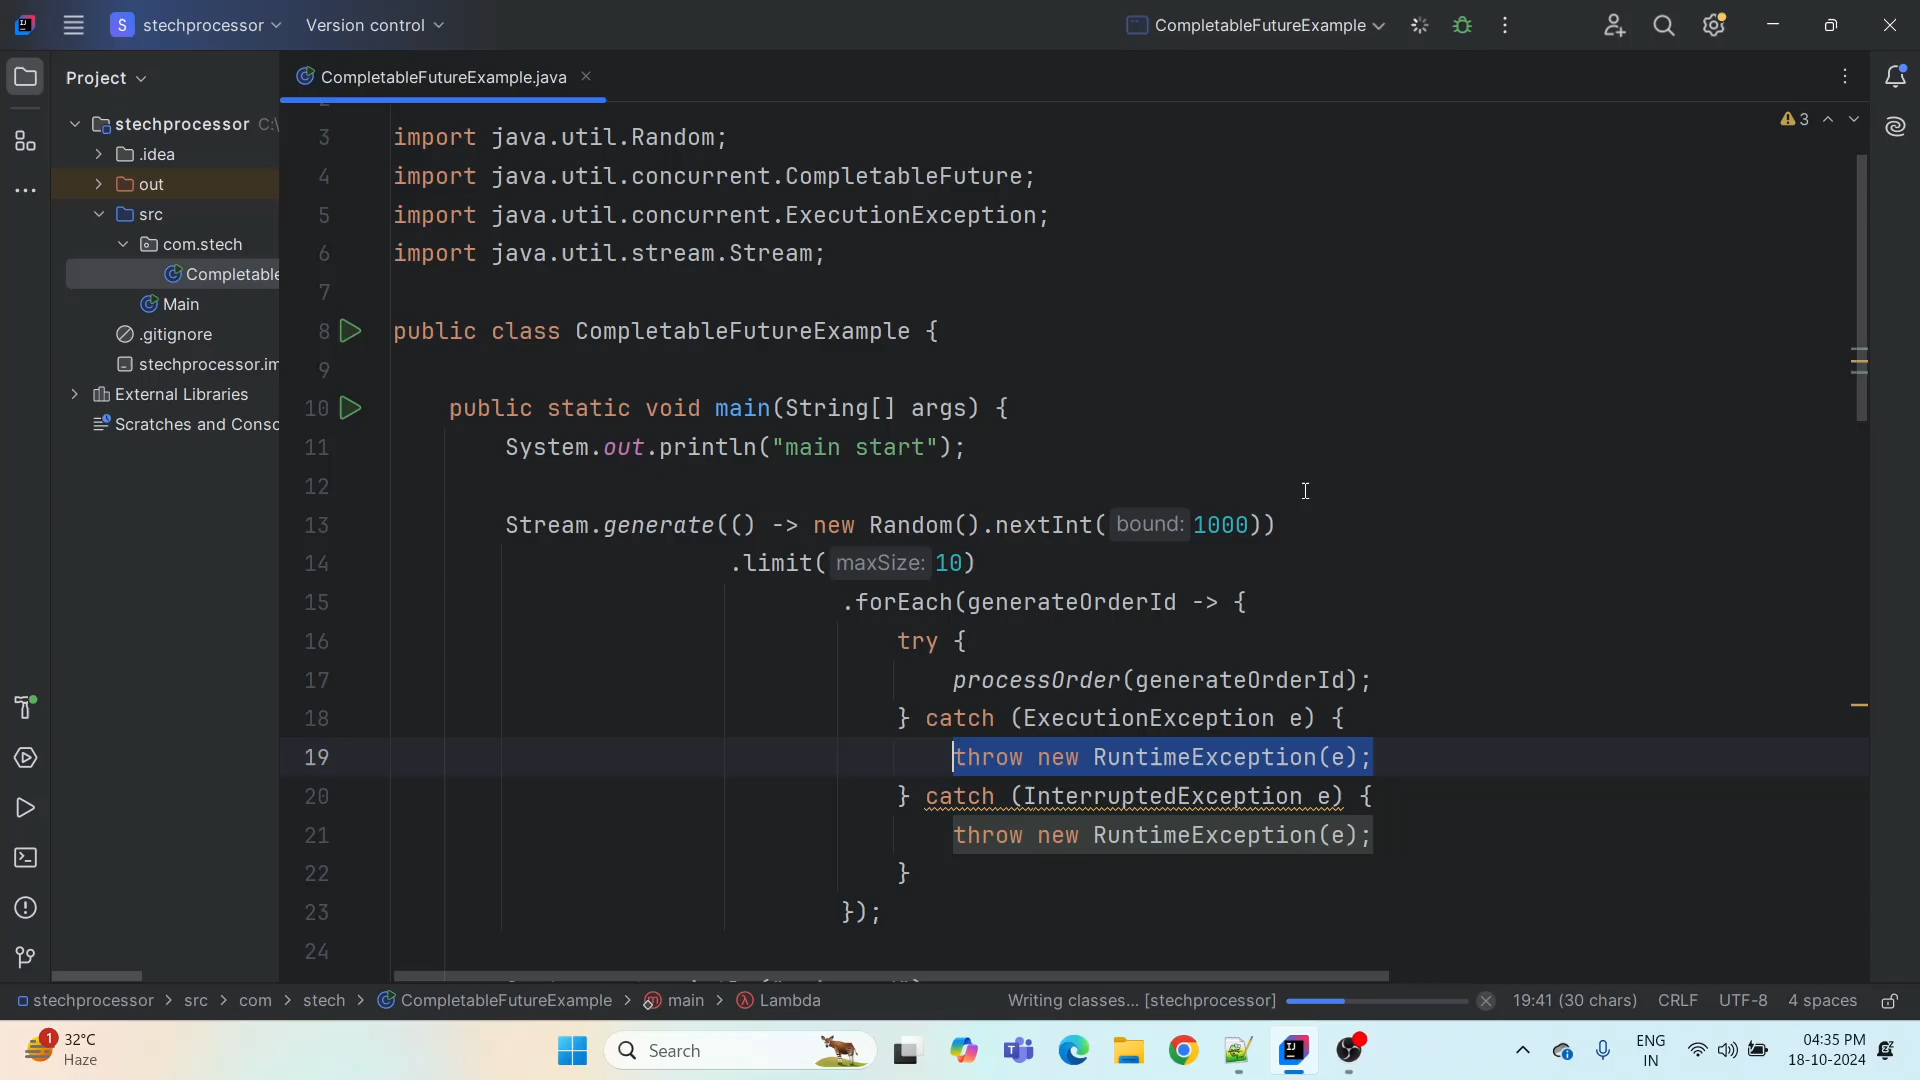 S stechprocessor Version control CompletableFutureExample
Project
CompletableFutureExample.java
stechprocessor C:\
.idea
out
src
com.stech
Completable
Main
.gitignore
stechprocessor.im
External Libraries
Scratches and Consc
3
3 import java.util.Random;
4 import java.util.concurrent.CompletableFuture;
5 import java.util.concurrent.ExecutionException;
6 import java.util.stream.Stream;
7
8 public class CompletableFutureExample {
9
10 public static void main(String[] args) {
11 System.out.println("main start");
12
13 Stream.generate(() -> new Random().nextInt( bound: 1000))
14 .limit( maxSize: 10)
15 .forEach(generateOrderId -> {
16 try {
17 processOrder(generateOrderId);
18 } catch (ExecutionException e) {
19 throw new RuntimeException(e);
20 } catch (InterruptedException e) {
21 throw new RuntimeException(e);
22 }
23 });
24
stechprocessor > src > com > stech > CompletableFutureExample > main > Lambda
Writing classes... [stechprocessor] 19:41 (30 chars) CRLF UTF-8 4 spaces
1
32°C
Haze
Search
ENG
IN
04:35 PM
18-10-2024